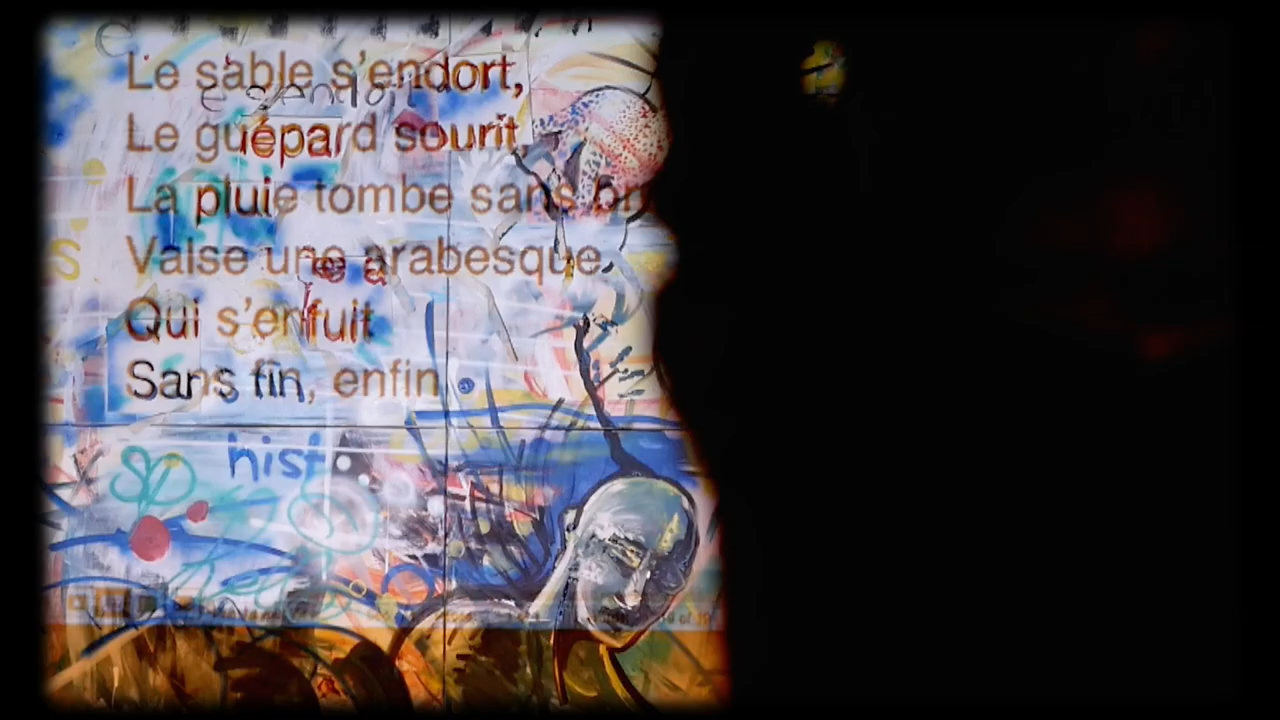 Le sable s'endort,
Le guépard sourit,
La pluie tombe sans
Valse une arabesque
Qui s'enfuit
Sans fin, enfin
hist